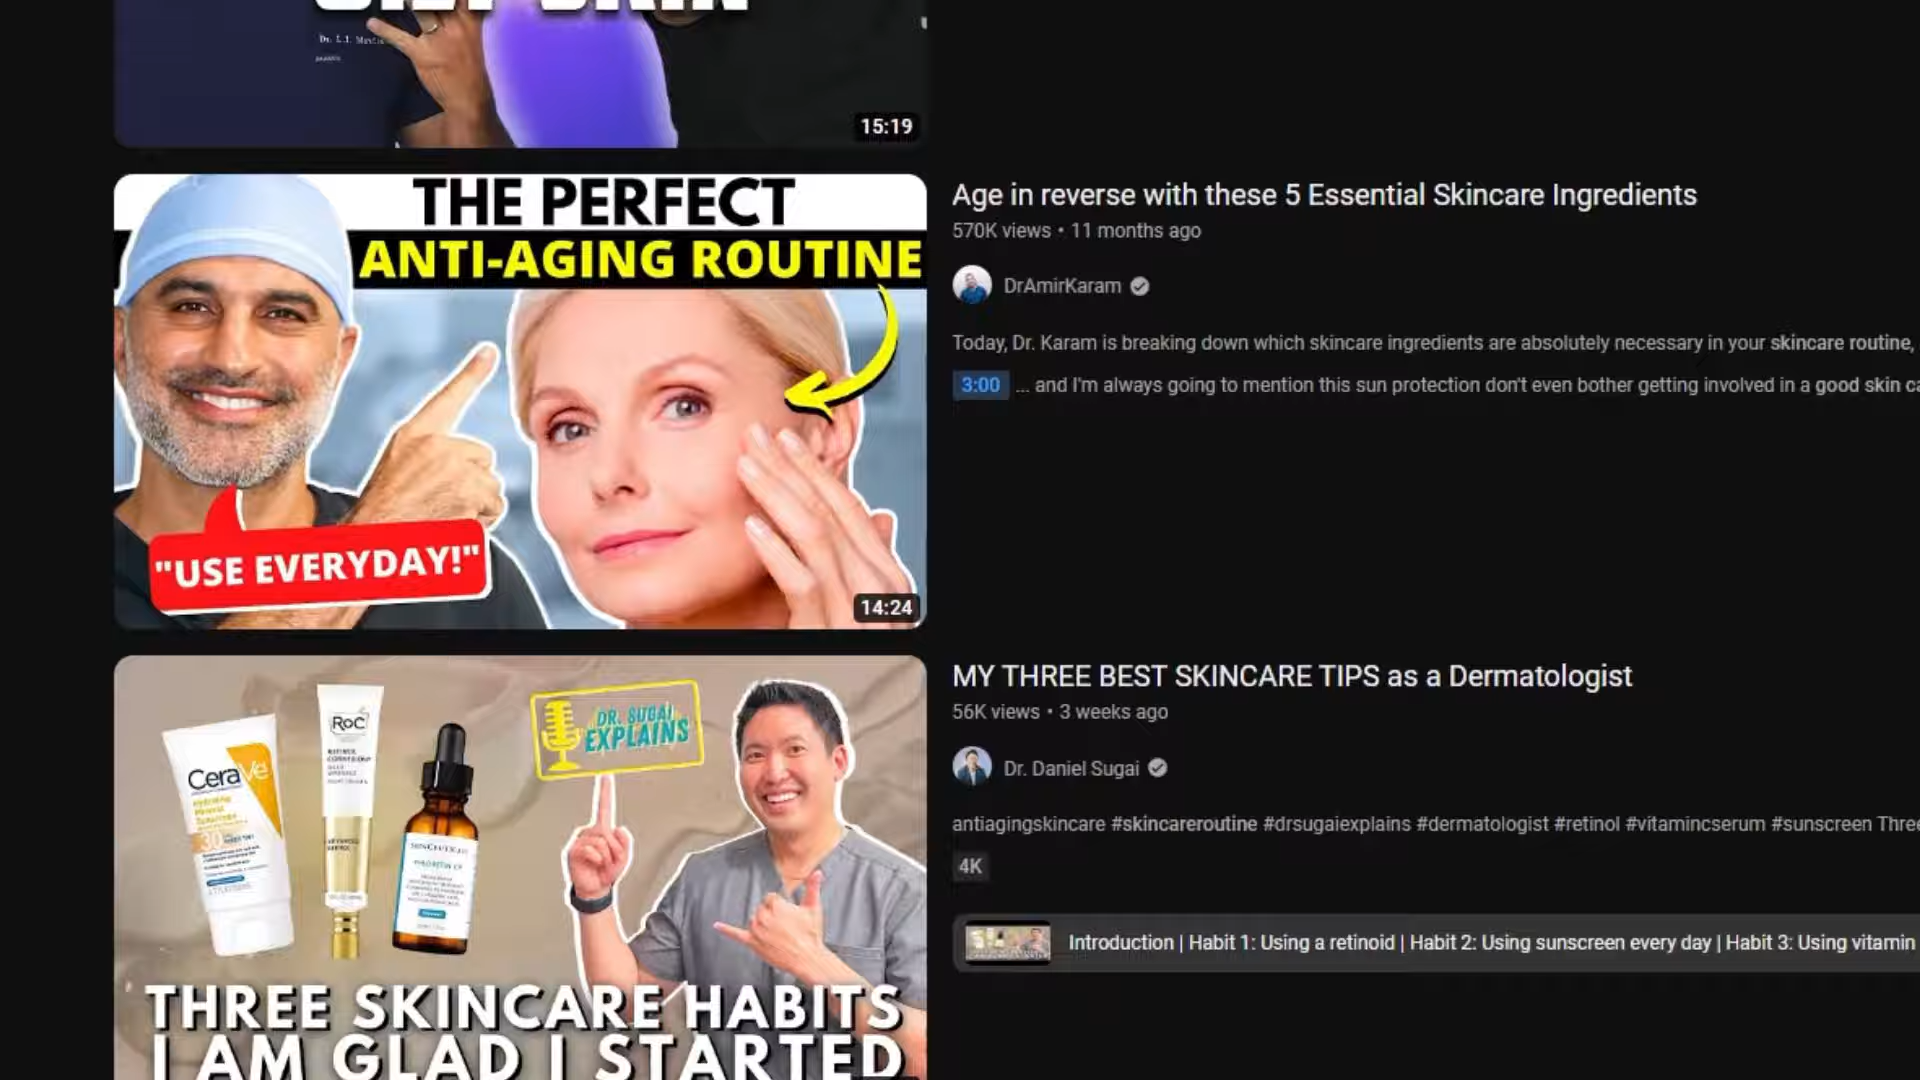 SKIN
15:19
THE PERFECT
ANTI-AGING ROUTINE
"USE EVERYDAY!"
14:24
Age in reverse with these 5 Essential Skincare Ingredients
570K views • 11 months ago
DrAmirKaram
Today, Dr. Karam is breaking down which skincare ingredients are absolutely necessary in your skincare routine,
3:00 ... and I'm always going to mention this sun protection don't even bother getting involved in a good skin ca
CeraVe
30
RoC
DR. SUGAI
EXPLAINS
THREE SKINCARE HABITS
I AM GLAD I STARTED
MY THREE BEST SKINCARE TIPS as a Dermatologist
56K views • 3 weeks ago
Dr. Daniel Sugai
antiagingskincare #skincareroutine #drsugaiexplains #dermatologist #retinol #vitamincserum #sunscreen Three
4K
Introduction | Habit 1: Using a retinoid | Habit 2: Using sunscreen every day | Habit 3: Using vitamin